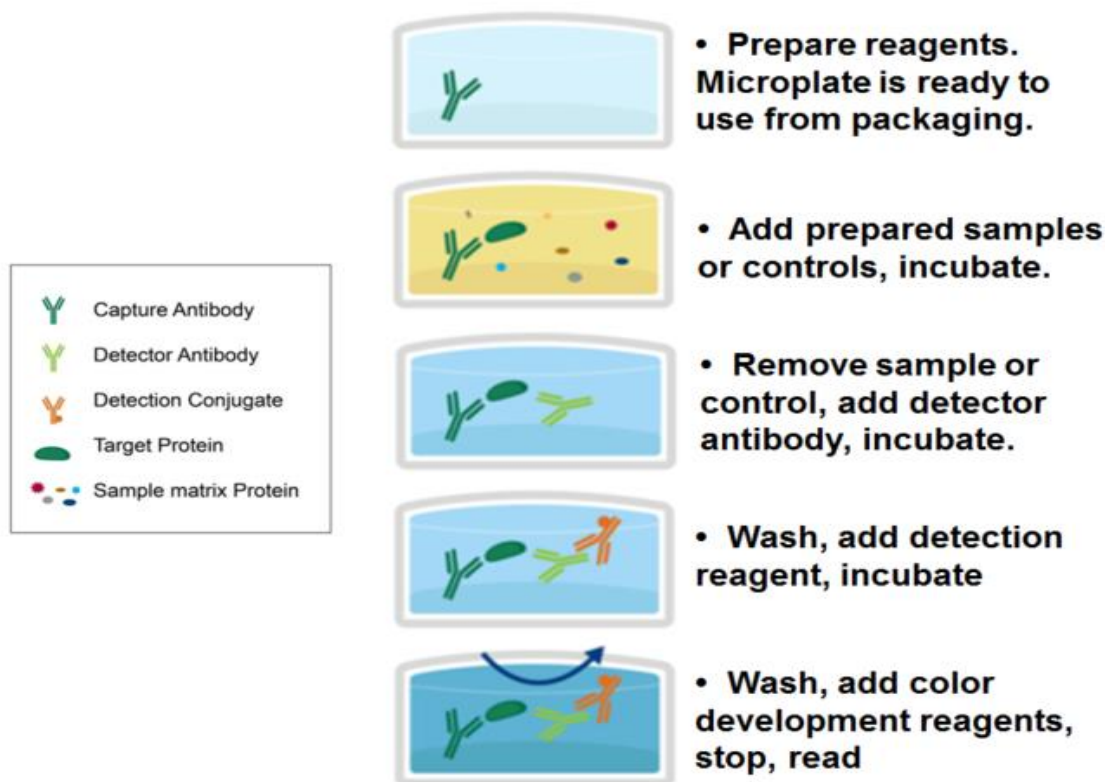 • Prepare reagents.
Microplate is ready to
use from packaging.
• Add prepared samples
or controls, incubate.
Capture Antibody
Detector Antibody
Detection Conjugate
Target Protein
Sample matrix Protein
• Remove sample or
control, add detector
antibody, incubate.
• Wash, add detection
reagent, incubate
• Wash, add color
development reagents,
stop, read